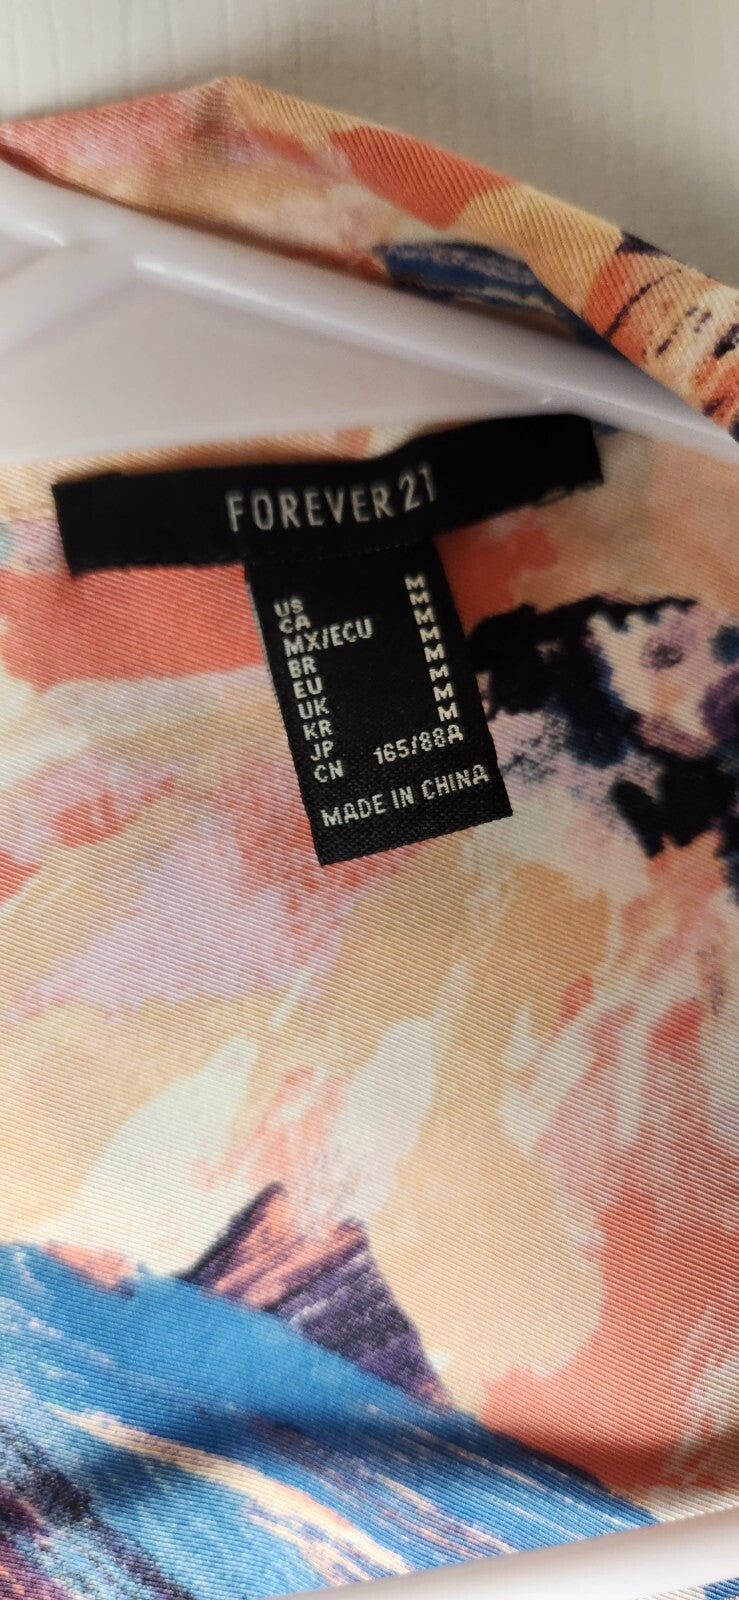 FOREVER 21
US M
CA M
MX/ECU M
BR M
EU M
UK M
KR M
JP M
CN 165/88A
MADE IN CHINA